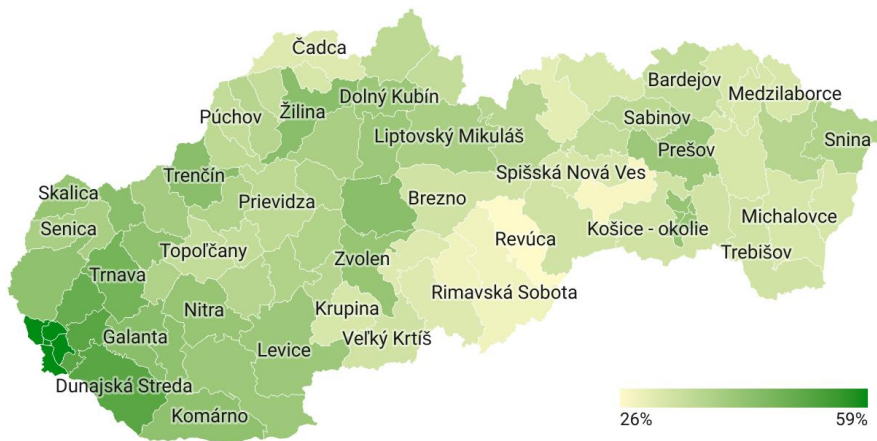 Čadca
Bardejov
Medzilaborce
Dolný Kubín
Žilina
Púchov
Sabinov
Liptovský Mikuláš
Snina
Prešov
Spišská Nová Ves
Trenčín
Skalica
Brezno
Prievidza
Michalovce
Senica
Košice - okolie
Revúca
Topoľčany
Trebišov
Zvolen
Trnava
Rimavská Sobota
Krupina
Nitra
Galanta
Veľký Krtíš
Levice
Dunajská Streda
Komárno
26%
59%